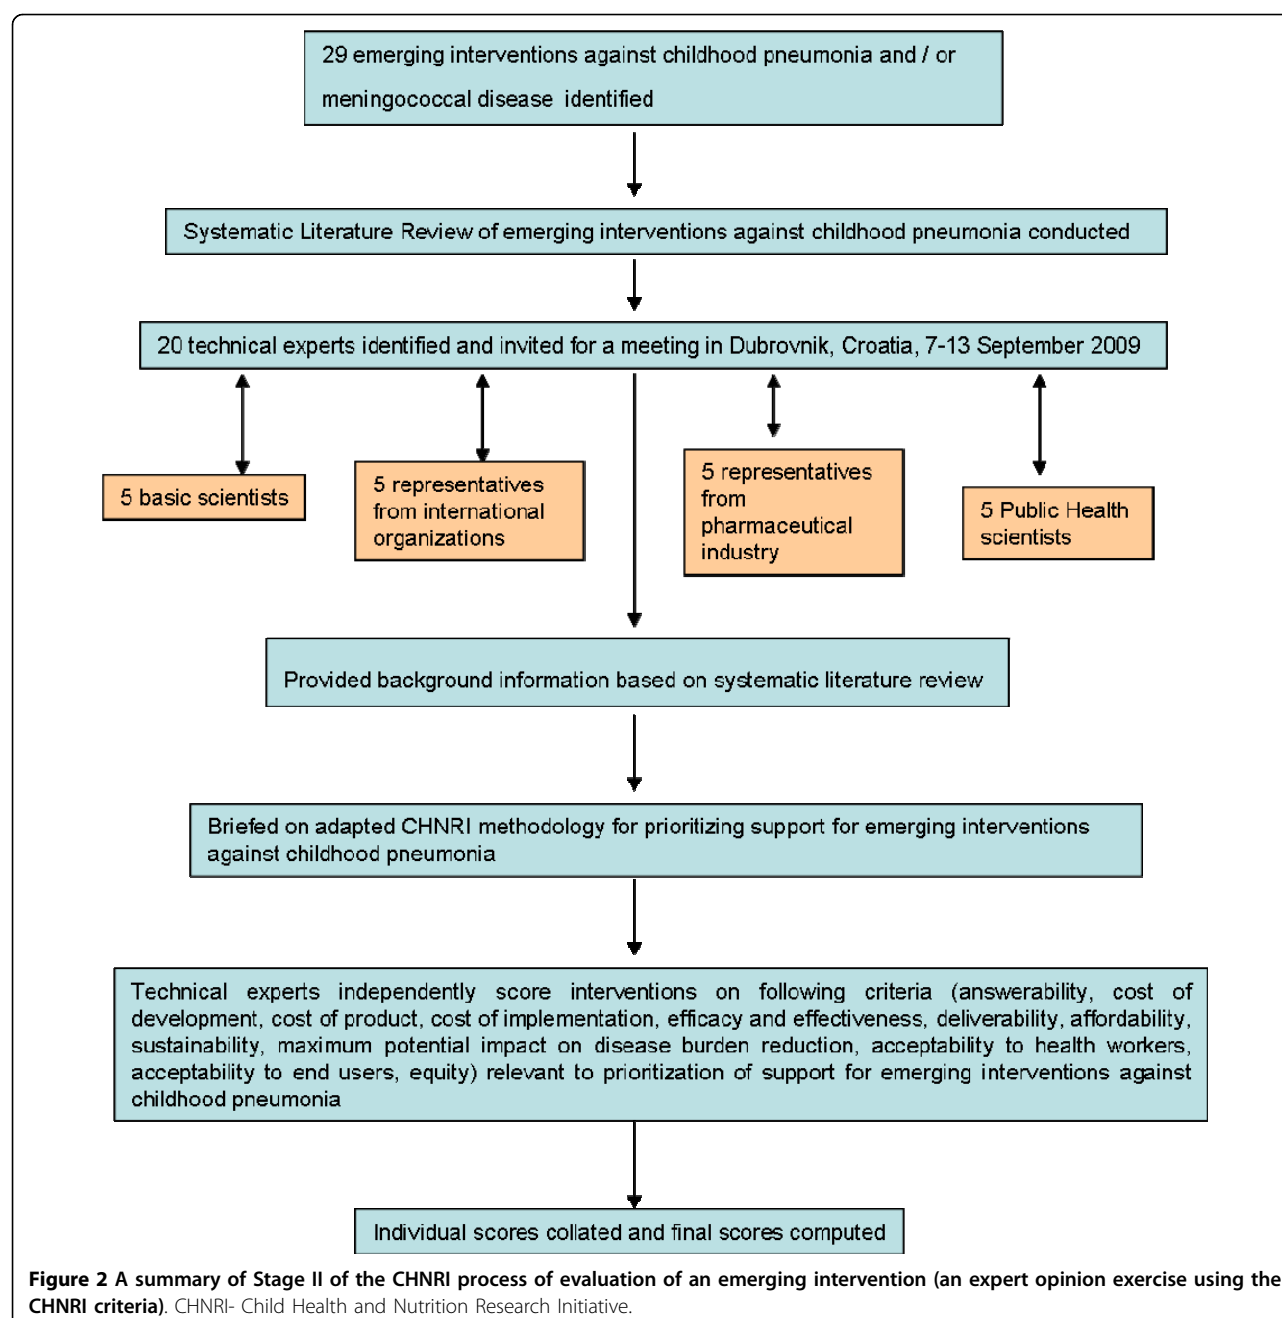 29 emerging interventions against childhood pneumonia and / or
meningococcal disease identified
Systematic Literature Review of emerging interventions against childhood pneumonia conducted
20 technical experts identified and invited for a meeting in Dubrovnik, Croatia, 7-13 September 2009
5 basic scientists
5 representatives
from international
organizations
5 representatives
from
pharmaceutical
industry
5 Public Health
scientists
Provided background information based on systematic literature review
Briefed on adapted CHNRI methodology for prioritizing support for emerging interventions
against childhood pneumonia
Technical experts independently score interventions on following criteria (answerability, cost of
development, cost of product, cost of implementation, efficacy and effectiveness, deliverability, affordability,
sustainability, maximum potential impact on disease burden reduction, acceptability to health workers,
acceptability to end users, equity) relevant to prioritization of support for emerging interventions against
childhood pneumonia
Individual scores collated and final scores computed
Figure 2 A summary of Stage II of the CHNRI process of evaluation of an emerging intervention (an expert opinion exercise using the
CHNRI criteria). CHNRI- Child Health and Nutrition Research Initiative.